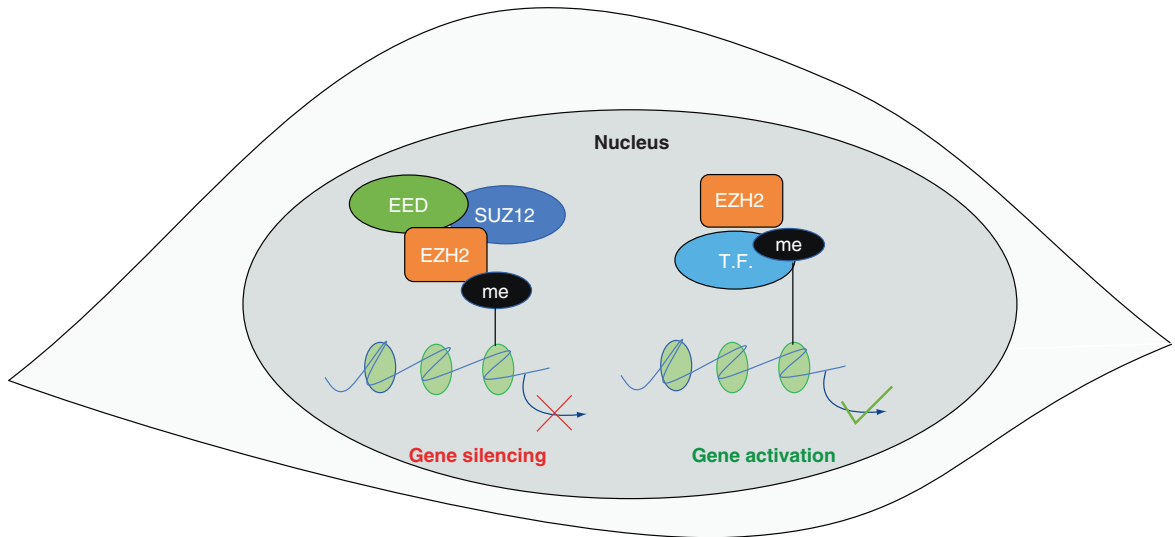 Nucleus
EED
SUZ12
EZH2
me
Gene silencing
EZH2
me
T.F.
Gene activation